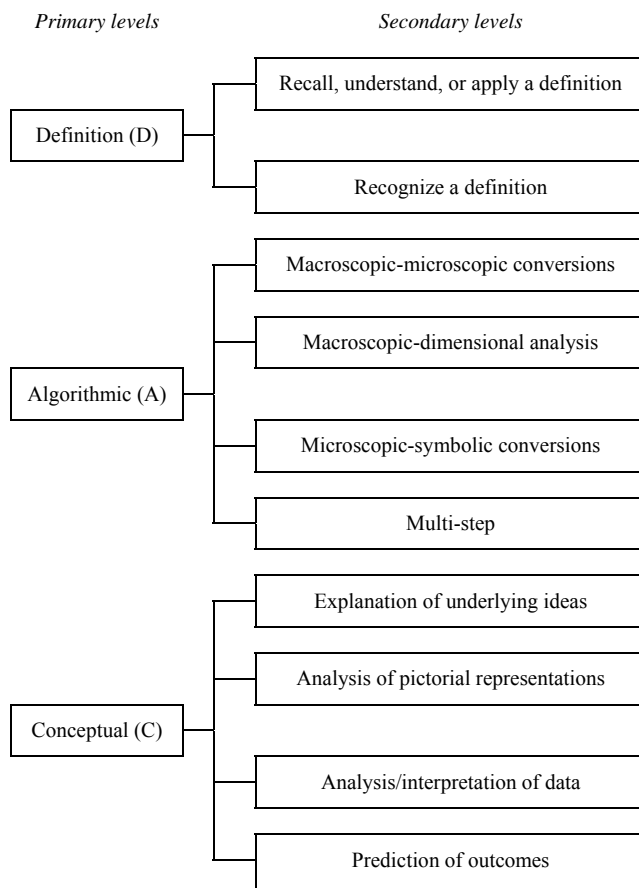 Primary levels
Secondary levels
Definition (D)
Recall, understand, or apply a definition
Recognize a definition
Algorithmic (A)
Macroscopic-microscopic conversions
Macroscopic-dimensional analysis
Microscopic-symbolic conversions
Multi-step
Conceptual (C)
Explanation of underlying ideas
Analysis of pictorial representations
Analysis/interpretation of data
Prediction of outcomes